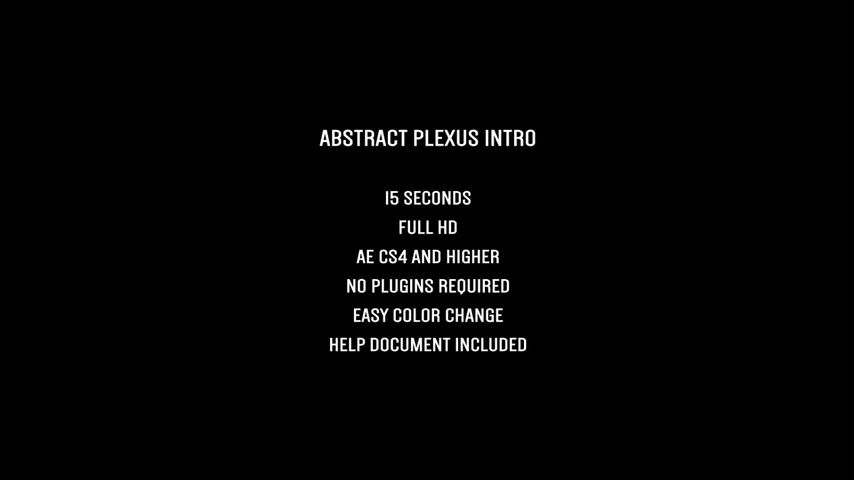 ABSTRACT PLEXUS INTRO
15 SECONDS
FULL HD
AE CS4 AND HIGHER
NO PLUGINS REQUIRED
EASY COLOR CHANGE
HELP DOCUMENT INCLUDED